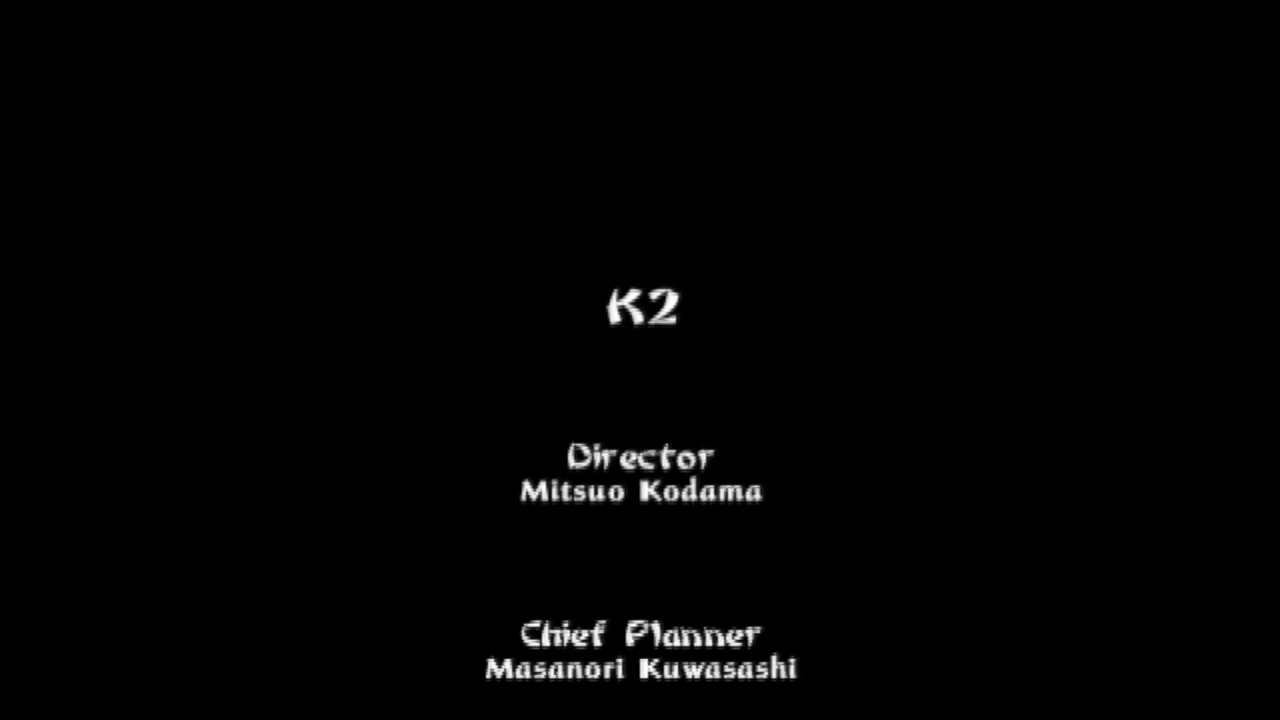 K2
Director
Mitsuo Kodama
Chief Planner
Masanori Kuwasashi